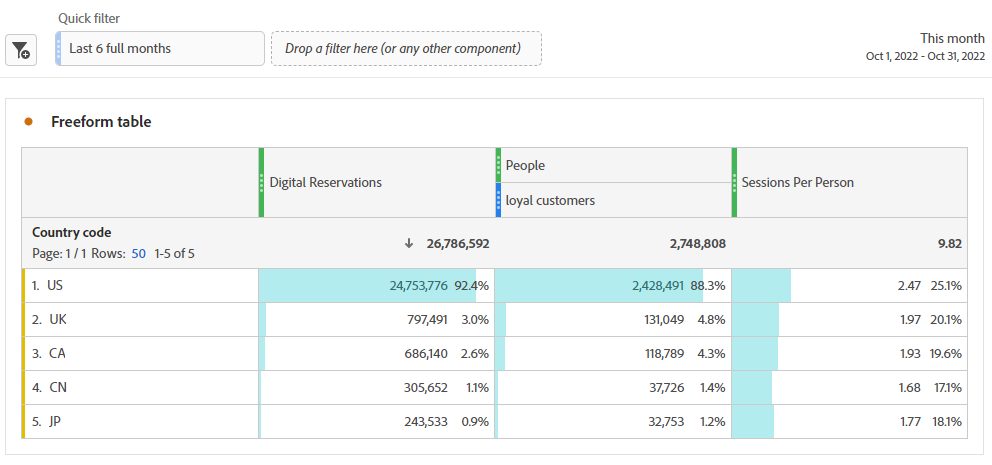 Quick filter
Last 6 full months
Drop a filter here (or any other component)
This month
Oct 1, 2022 - Oct 31, 2022
Freeform table
Digital Reservations
People
loyal customers
Sessions Per Person
Country code
Page: 1 / 1 Rows: 50 1-5 of 5
26,786,592 2,748,808 9.82
1. US 24,753,776 92.4% 2,428,491 88.3% 2.47 25.1%
2. UK 797,491 3.0% 131,049 4.8% 1.97 20.1%
3. CA 686,140 2.6% 118,789 4.3% 1.93 19.6%
4. CN 305,652 1.1% 37,726 1.4% 1.68 17.1%
5. JP 243,533 0.9% 32,753 1.2% 1.77 18.1%